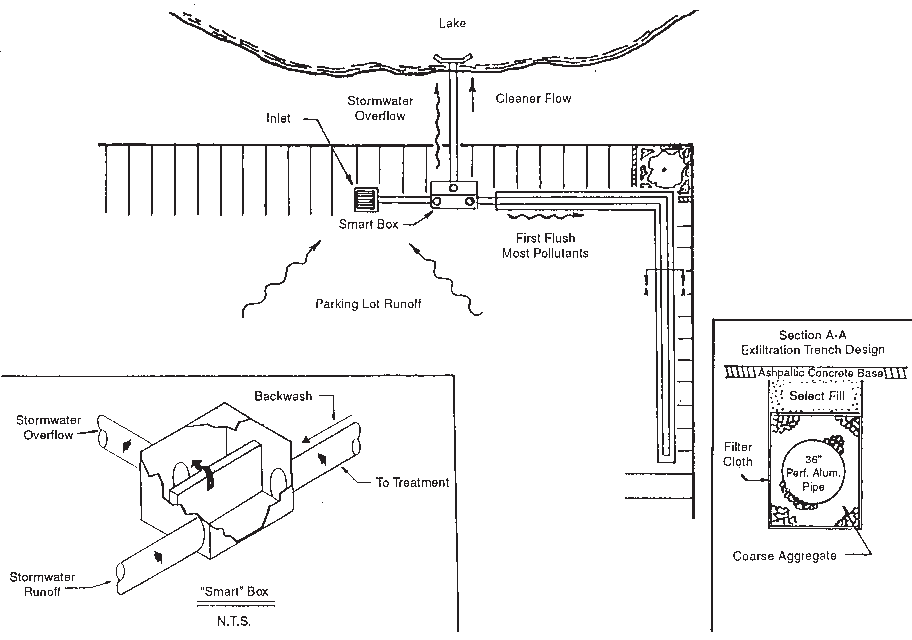 Lake
Stormwater
Overflow
Cleaner Flow
Inlet
Smart Box
First Flush
Most Pollutants
Parking Lot Runoff
Section A-A
Exfiltration Trench Design
Ashpaltic Concrete Base
Select Fill
Filter
Cloth
36"
Perf. Alum.
Pipe
Coarse Aggregate
Backwash
Stormwater
Overflow
To Treatment
Stormwater
Runoff
"Smart" Box
N.T.S.